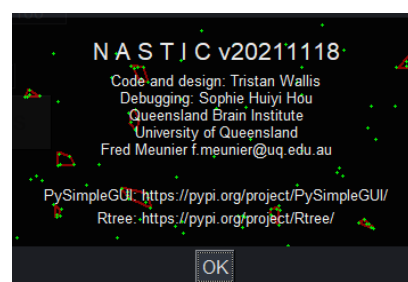 N A S T I C v20211118
Code and design: Tristan Wallis
Debugging: Sophie Huiyi Hou
Queensland Brain Institute
University of Queensland
Fred Meunier f.meunier@uq.edu.au
PySimpleGUI: https://pypi.org/project/PySimpleGUI/
Rtree: https://pypi.org/project/Rtree/
OK